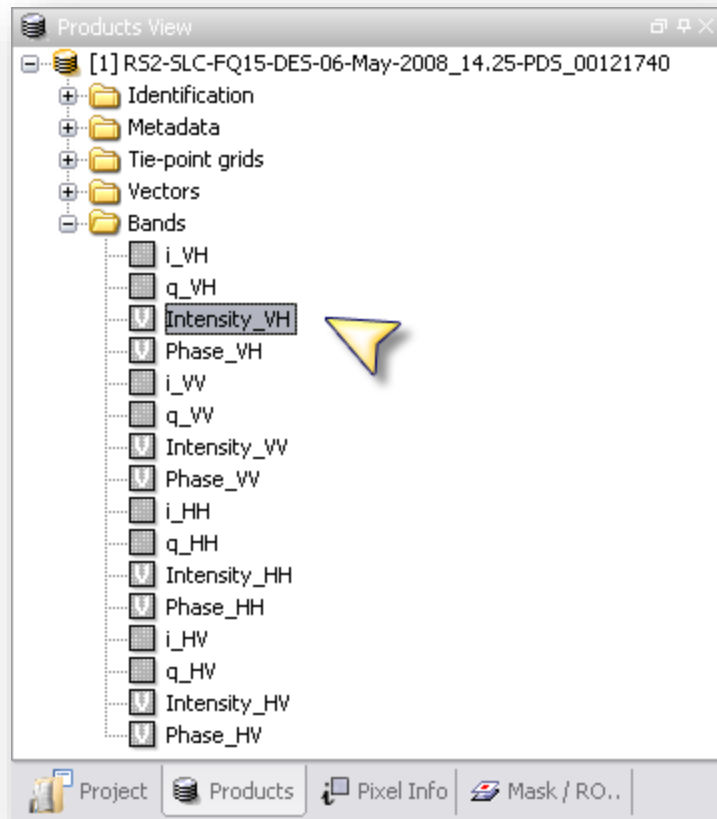 Products View
[1] RS2-SLC-FQ15-DES-06-May-2008_14.25-PDS_00121740
Identification
Metadata
Tie-point grids
Vectors
Bands
i_VH
q_VH
Intensity_VH
Phase_VH
i_VV
q_VV
Intensity_VV
Phase_VV
i_HH
q_HH
Intensity_HH
Phase_HH
i_HV
q_HV
Intensity_HV
Phase_HV
Project Products Pixel Info Mask / RO..